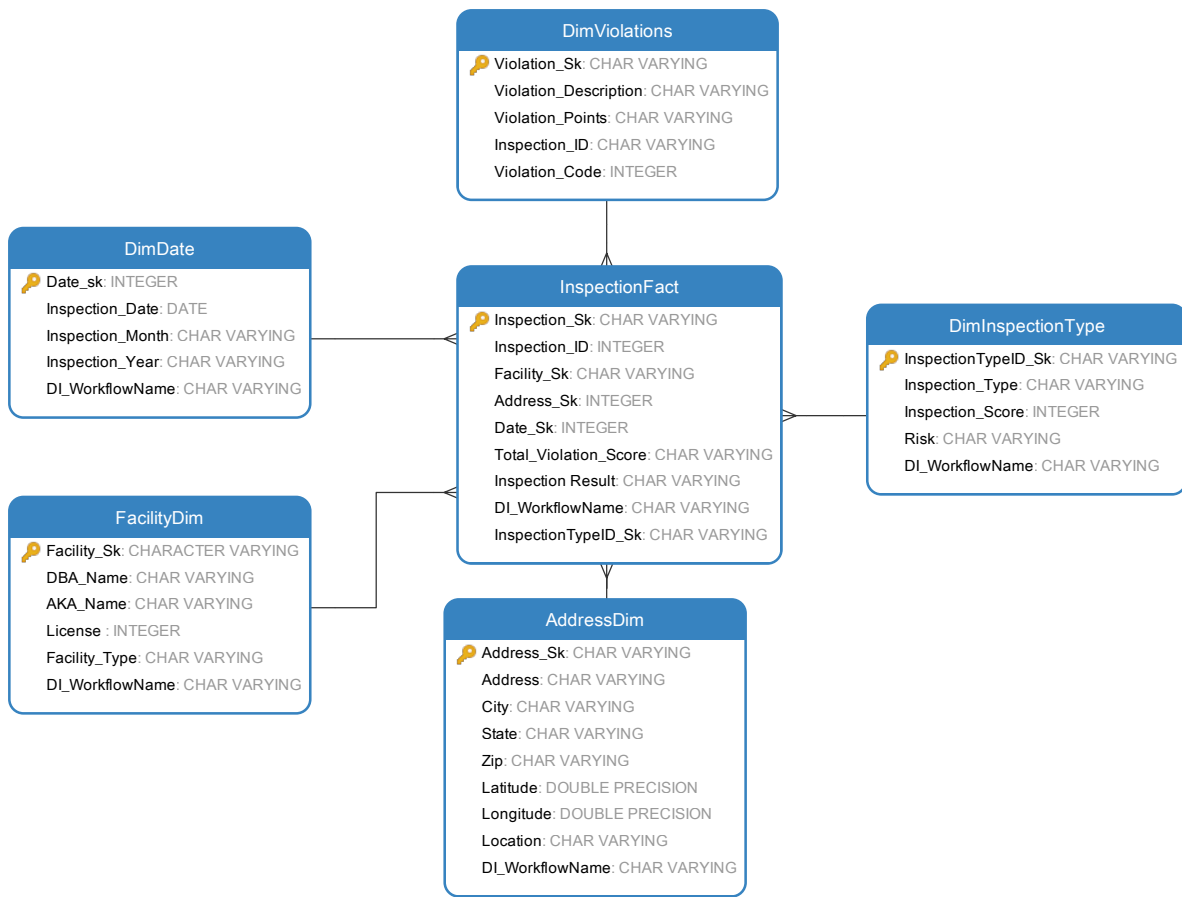 DimViolations
Violation_Sk: CHAR VARYING
Violation_Description: CHAR VARYING
Violation_Points: CHAR VARYING
Inspection_ID: CHAR VARYING
Violation_Code: INTEGER
DimDate
Date_sk: INTEGER
Inspection_Date: DATE
Inspection_Month: CHAR VARYING
Inspection_Year: CHAR VARYING
DI_WorkflowName: CHAR VARYING
InspectionFact
Inspection_Sk: CHAR VARYING
Inspection_ID: INTEGER
Facility_Sk: CHAR VARYING
Address_Sk: INTEGER
Date_Sk: INTEGER
Total_Violation_Score: CHAR VARYING
Inspection Result: CHAR VARYING
DI_WorkflowName: CHAR VARYING
InspectionTypeID_Sk: CHAR VARYING
DimInspectionType
InspectionTypeID_Sk: CHAR VARYING
Inspection_Type: CHAR VARYING
Inspection_Score: INTEGER
Risk: CHAR VARYING
DI_WorkflowName: CHAR VARYING
FacilityDim
Facility_Sk: CHARACTER VARYING
DBA_Name: CHAR VARYING
AKA_Name: CHAR VARYING
License : INTEGER
Facility_Type: CHAR VARYING
DI_WorkflowName: CHAR VARYING
AddressDim
Address_Sk: CHAR VARYING
Address: CHAR VARYING
City: CHAR VARYING
State: CHAR VARYING
Zip: CHAR VARYING
Latitude: DOUBLE PRECISION
Longitude: DOUBLE PRECISION
Location: CHAR VARYING
DI_WorkflowName: CHAR VARYING